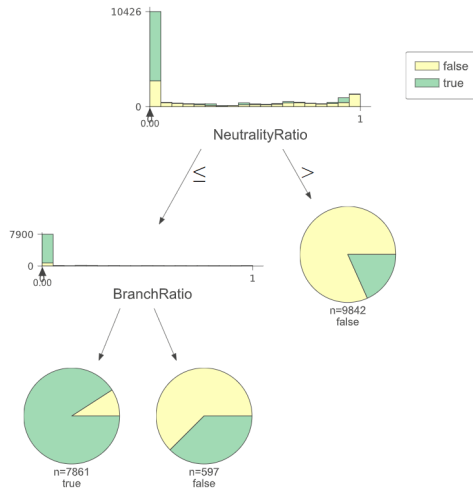 10426
0
0.00
1
NeutralityRatio
false
true
≤
>
7900
0
0.00
1
BranchRatio
n=9842
false
n=7861
true
n=597
false